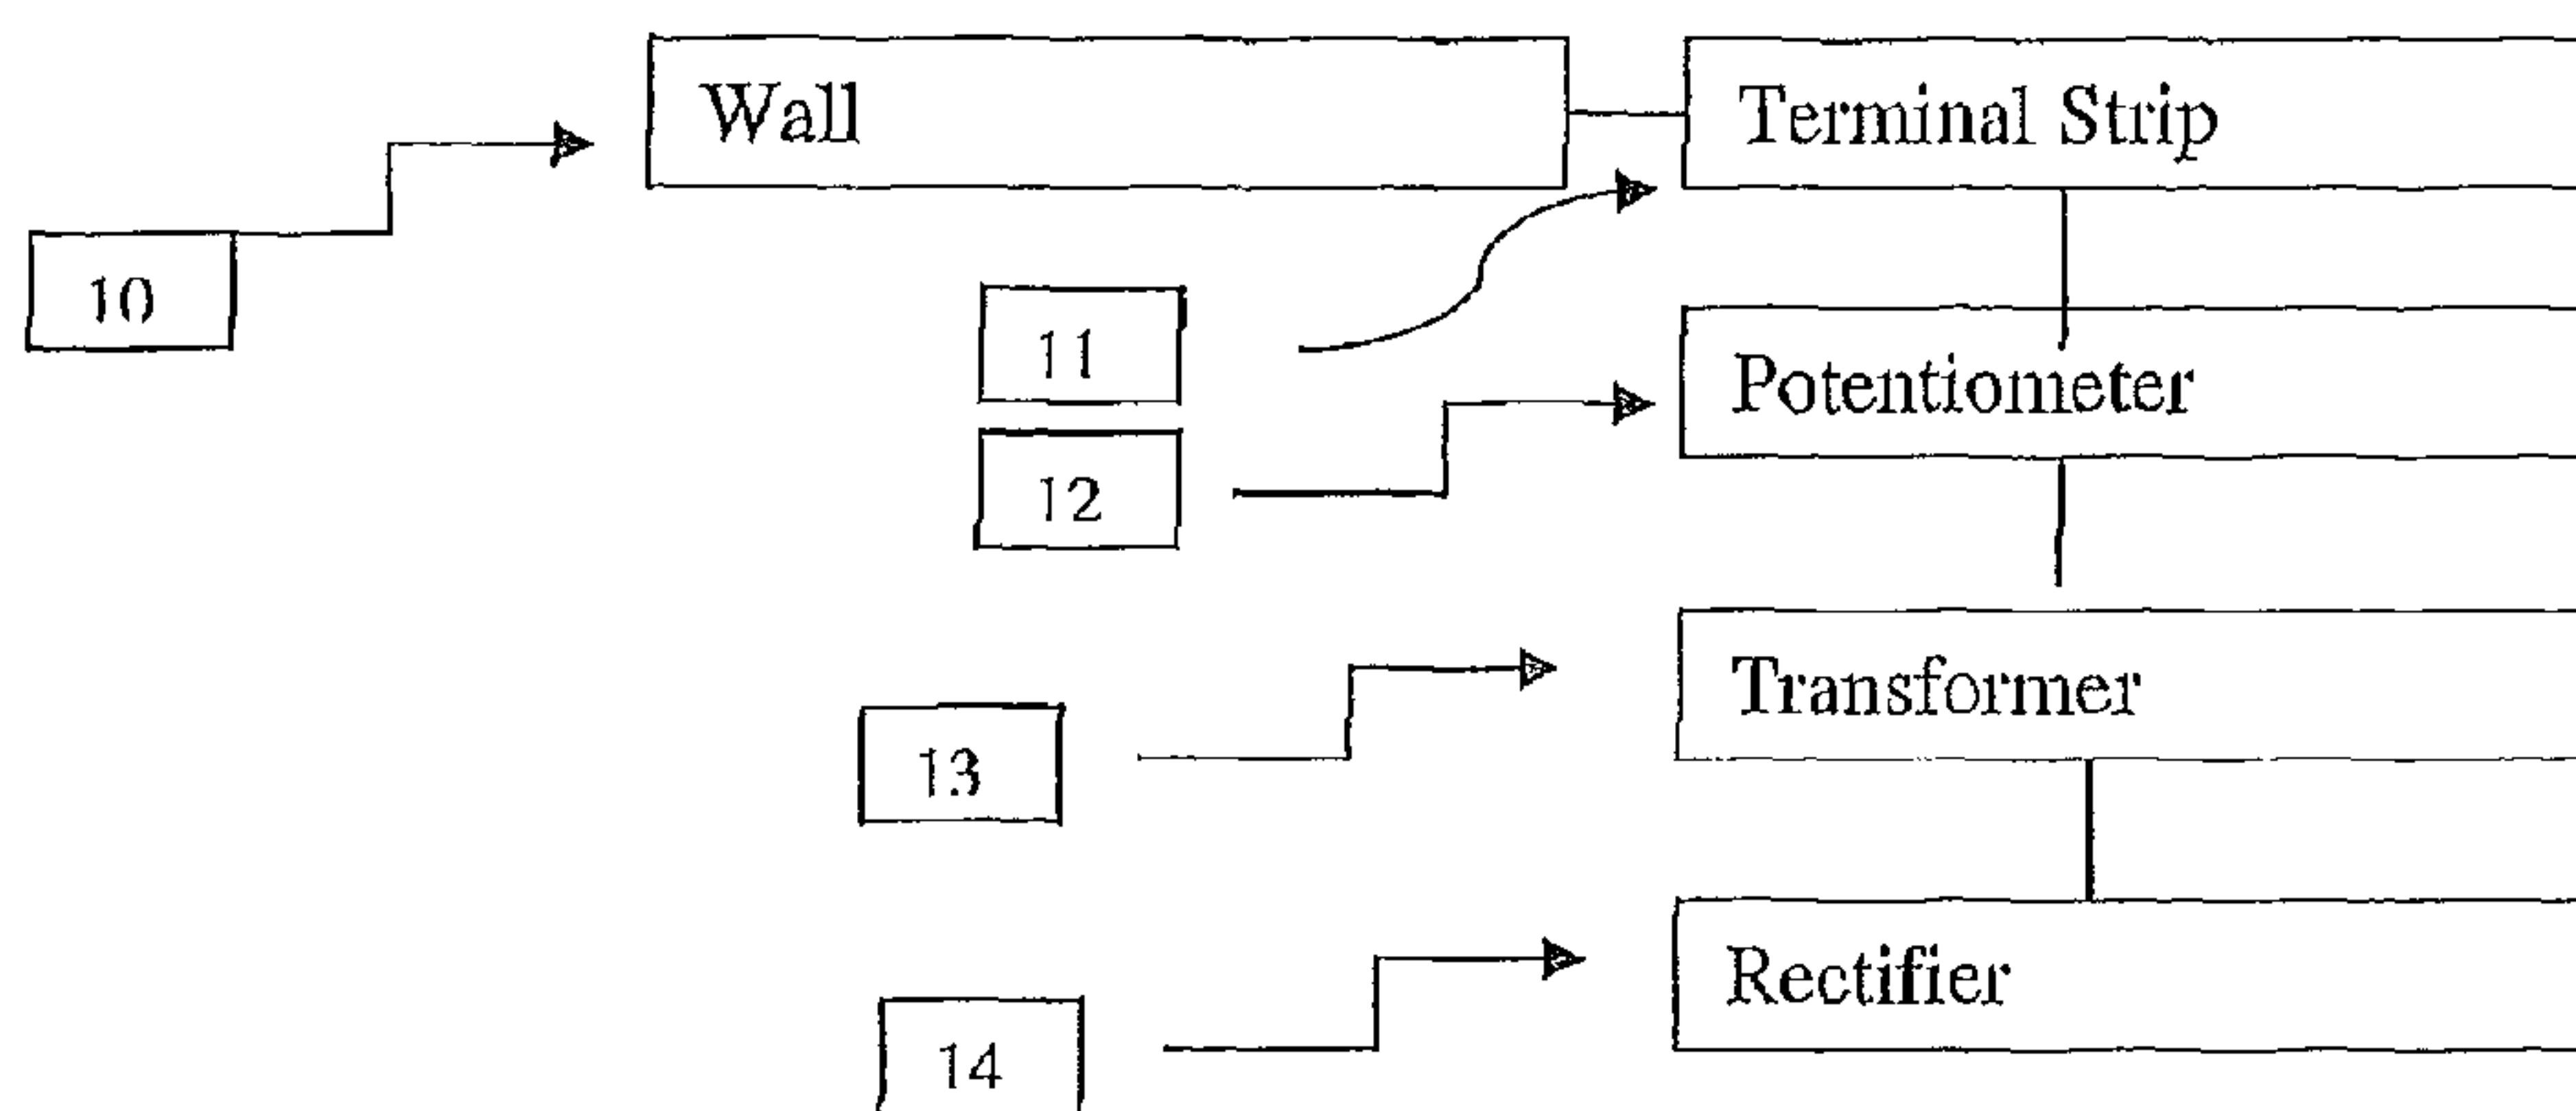 Wall
Terminal Strip
10
11
Potentiometer
12
Transformer
13
Rectifier
14